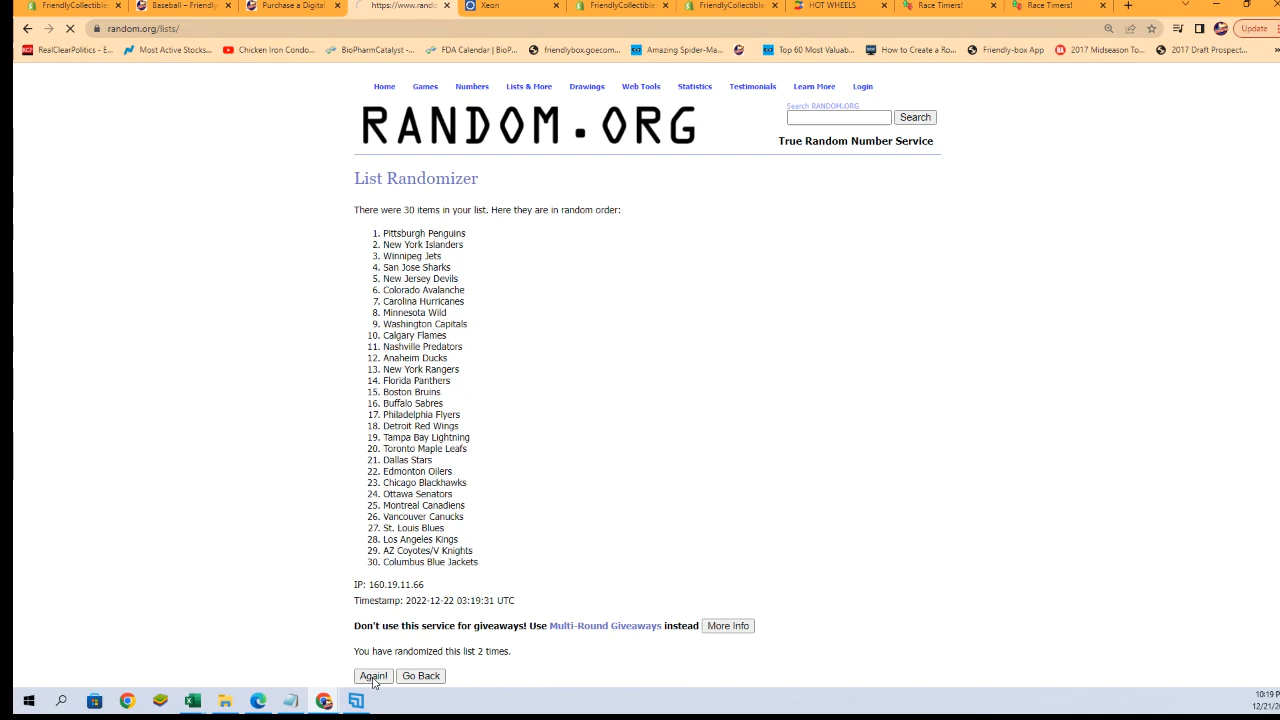 FriendlyCollectible
Baseball – Friendly
Purchase a Digital
https://www.rando
Xeon
FriendlyCollectible
FriendlyCollectible
HOT WHEELS
Race Timers!
Race Timers!
random.org/lists/
Update
RealClearPolitics - E...
Most Active Stocks...
Chicken Iron Condo...
BioPharmCatalyst -...
FDA Calendar | BioP...
friendlybox.goecom...
Amazing Spider-Ma...
Top 60 Most Valuab...
How to Create a Ro...
Friendly-box App
2017 Midseason To...
2017 Draft Prospect...
Home Games Numbers Lists & More Drawings Web Tools Statistics Testimonials Learn More Login
RANDOM.ORG
Search RANDOM.ORG
Search
True Random Number Service
List Randomizer
There were 30 items in your list. Here they are in random order:
1. Pittsburgh Penguins
2. New York Islanders
3. Winnipeg Jets
4. San Jose Sharks
5. New Jersey Devils
6. Colorado Avalanche
7. Carolina Hurricanes
8. Minnesota Wild
9. Washington Capitals
10. Calgary Flames
11. Nashville Predators
12. Anaheim Ducks
13. New York Rangers
14. Florida Panthers
15. Boston Bruins
16. Buffalo Sabres
17. Philadelphia Flyers
18. Detroit Red Wings
19. Tampa Bay Lightning
20. Toronto Maple Leafs
21. Dallas Stars
22. Edmonton Oilers
23. Chicago Blackhawks
24. Ottawa Senators
25. Montreal Canadiens
26. Vancouver Canucks
27. St. Louis Blues
28. Los Angeles Kings
29. AZ Coyotes/V Knights
30. Columbus Blue Jackets
IP: 160.19.11.66
Timestamp: 2022-12-22 03:19:31 UTC
Don't use this service for giveaways! Use Multi-Round Giveaways instead More Info
You have randomized this list 2 times.
Again! Go Back
10:19 PM
12/21/2